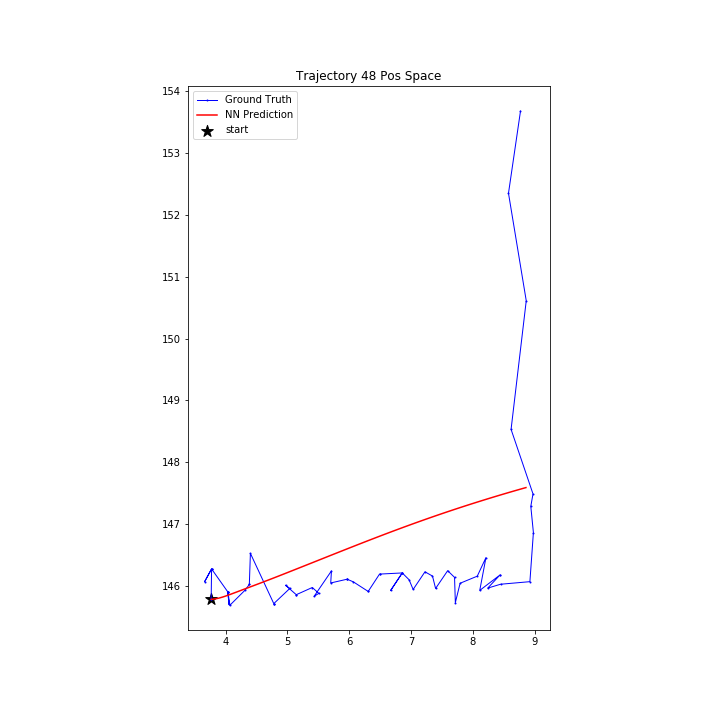 Trajectory 48 Pos Space
Ground Truth
NN Prediction
start
154
153
152
151
150
149
148
147
146
4 5 6 7 8 9